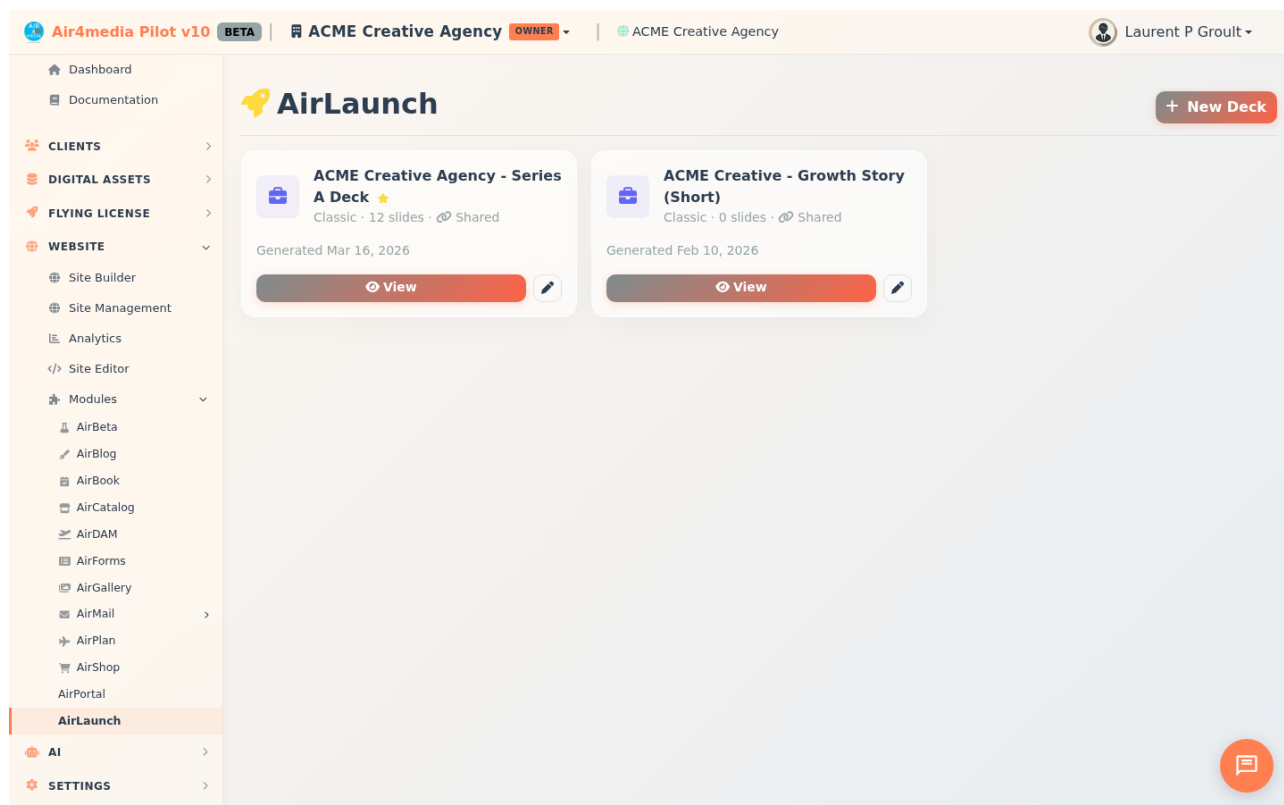 Air4media Pilot v10 BETA ACME Creative Agency OWNER ACME Creative Agency Laurent P Groult
Dashboard
Documentation
CLIENTS
DIGITAL ASSETS
FLYING LICENSE
WEBSITE
Site Builder
Site Management
Analytics
Site Editor
Modules
AirBeta
AirBlog
AirBook
AirCatalog
AirDAM
AirForms
AirGallery
AirMail
AirPlan
AirShop
AirPortal
AirLaunch
AI
SETTINGS
AirLaunch
New Deck
ACME Creative Agency - Series
A Deck
Classic · 12 slides · Shared
Generated Mar 16, 2026
View
ACME Creative - Growth Story
(Short)
Classic · 0 slides · Shared
Generated Feb 10, 2026
View